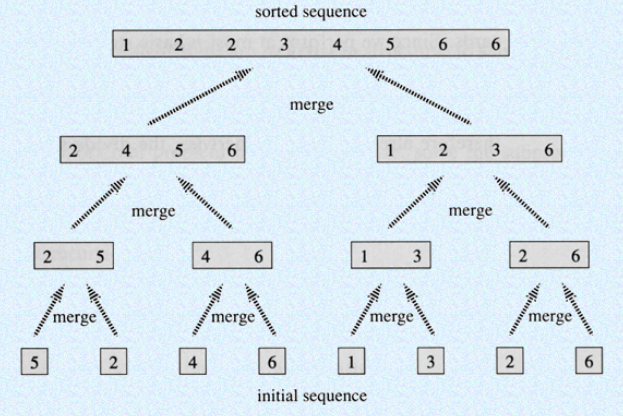 sorted sequence
1 2 2 3 4 5 6 6
merge
2 4 5 6
1 2 3 6
merge
merge
2 5
4 6
1 3
2 6
merge
merge
merge
merge
5
2
4
6
1
3
2
6
initial sequence